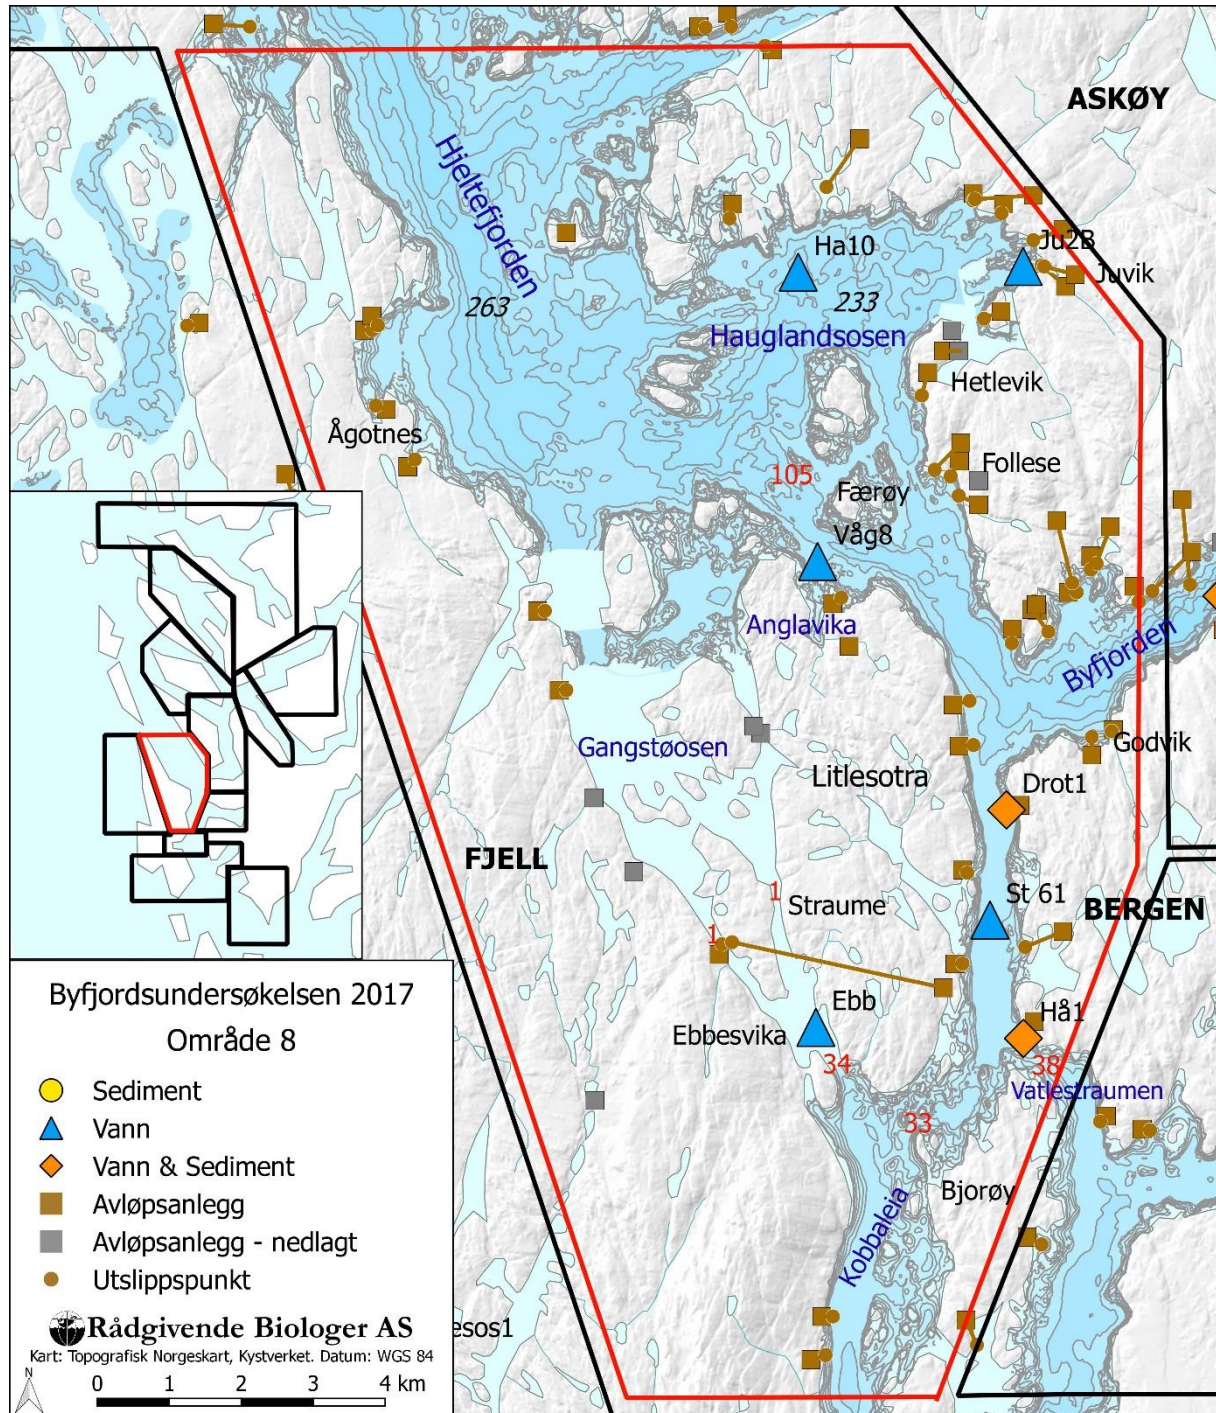 ASKØY
Hjeltefjorden
Ha10
Ju2B
Juvik
263
233
Hauglandsosen
Hetlevik
Ågotnes
105
Follese
Færøy
Våg8
Anglavika
Byfjorden
Gangstøosen
Godvik
Litlesotra
Drot1
FJELL
1
Straume
St 61
BERGEN
1
Ebb
Hå1
Ebbesvika
34
38
Vatlestraumen
33
Bjorøy
Kobbaleia
esos1
Byfjordsundersøkelsen 2017
Område 8
Sediment
Vann
Vann & Sediment
Avløpsanlegg
Avløpsanlegg - nedlagt
Utslippspunkt
Rådgivende Biologer AS
Kart: Topografisk Norgeskart, Kystverket. Datum: WGS 84
N
0 1 2 3 4 km